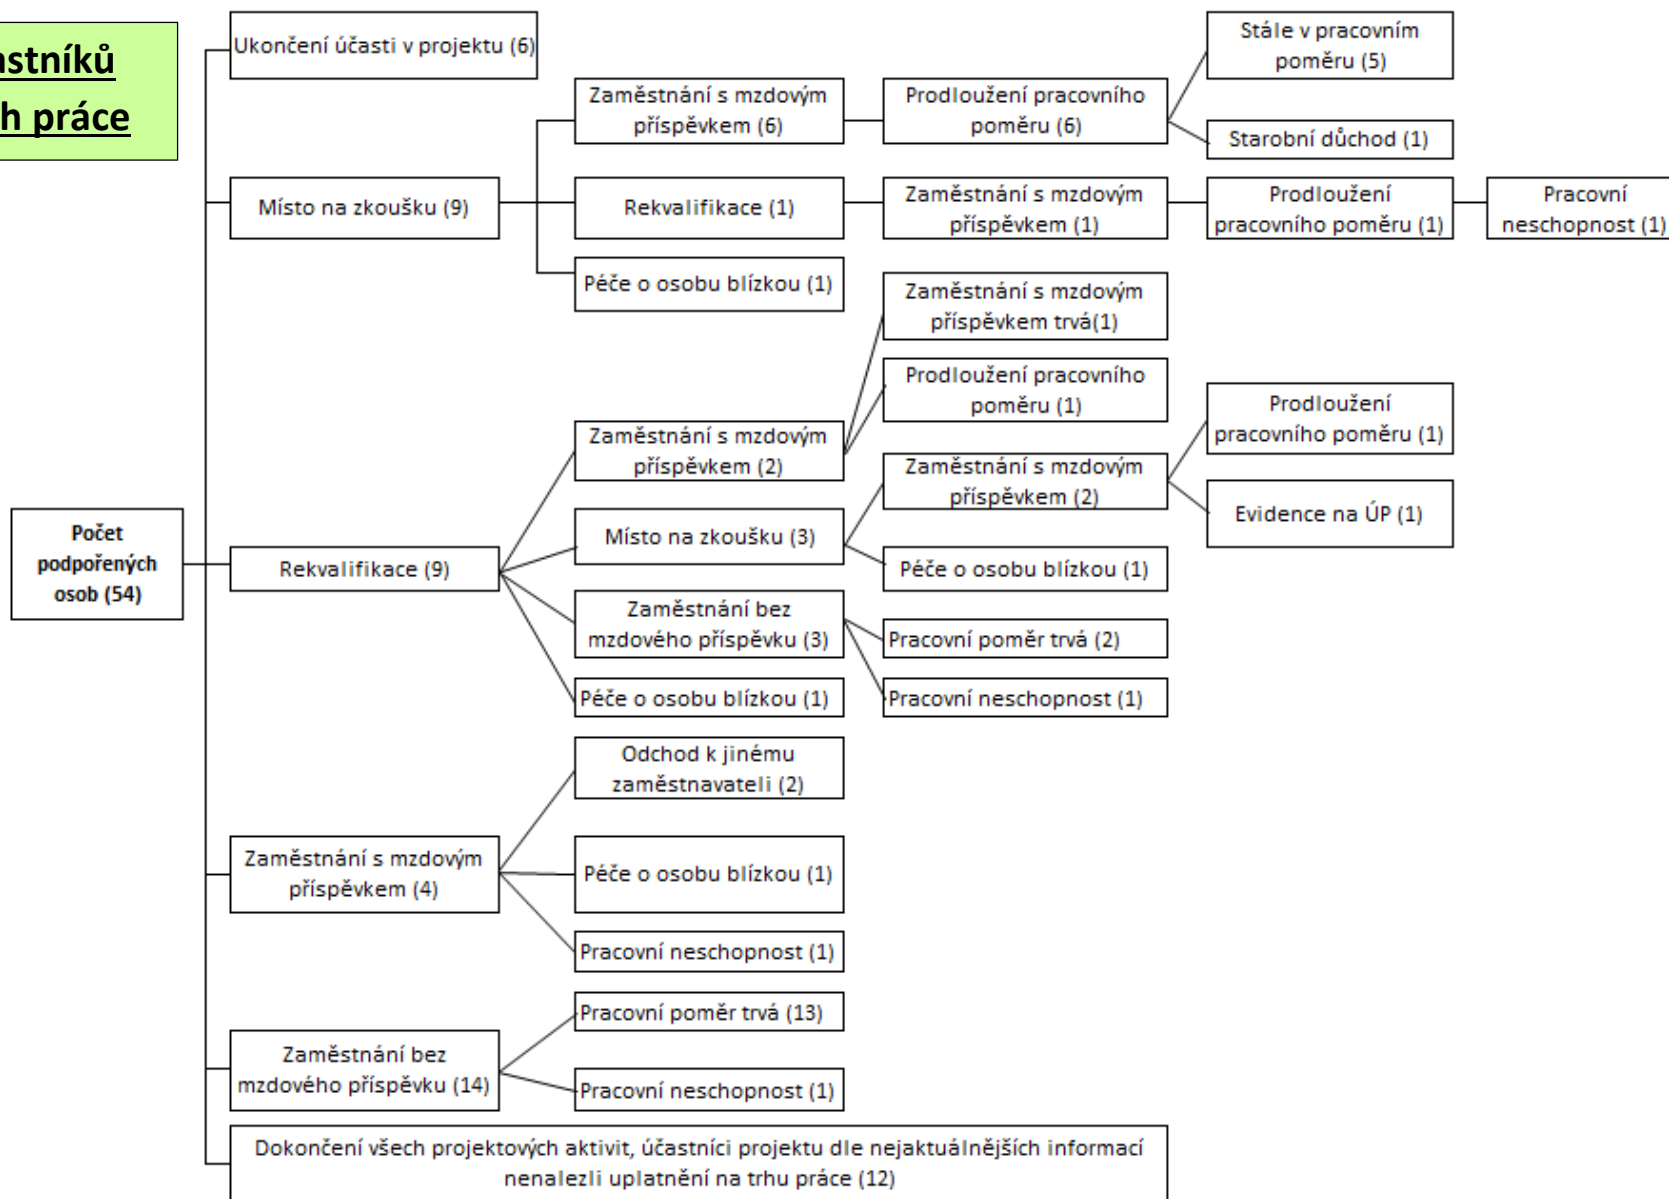 astníků
h práce
Ukončení účasti v projektu (6)
Stále v pracovním
poměru (5)
Zaměstnání s mzdovým
příspěvkem (6)
Prodloužení pracovního
poměru (6)
Starobní důchod (1)
Místo na zkoušku (9)
Rekvalifikace (1)
Zaměstnání s mzdovým
příspěvkem (1)
Prodloužení
pracovního poměru (1)
Pracovní
neschopnost (1)
Péče o osobu blízkou (1)
Zaměstnání s mzdovým
příspěvkem trvá(1)
Prodloužení pracovního
poměru (1)
Zaměstnání s mzdovým
příspěvkem (2)
Zaměstnání s mzdovým
příspěvkem (2)
Prodloužení
pracovního poměru (1)
Evidence na ÚP (1)
Počet
podpořených
osob (54)
Rekvalifikace (9)
Místo na zkoušku (3)
Péče o osobu blízkou (1)
Zaměstnání bez
mzdového příspěvku (3)
Pracovní poměr trvá (2)
Pracovní neschopnost (1)
Péče o osobu blízkou (1)
Odchod k jinému
zaměstnavateli (2)
Zaměstnání s mzdovým
příspěvkem (4)
Péče o osobu blízkou (1)
Pracovní neschopnost (1)
Pracovní poměr trvá (13)
Zaměstnání bez
mzdového příspěvku (14)
Pracovní neschopnost (1)
Dokončení všech projektových aktivit, účastníci projektu dle nejaktuálnějších informací
nenalezli uplatnění na trhu práce (12)